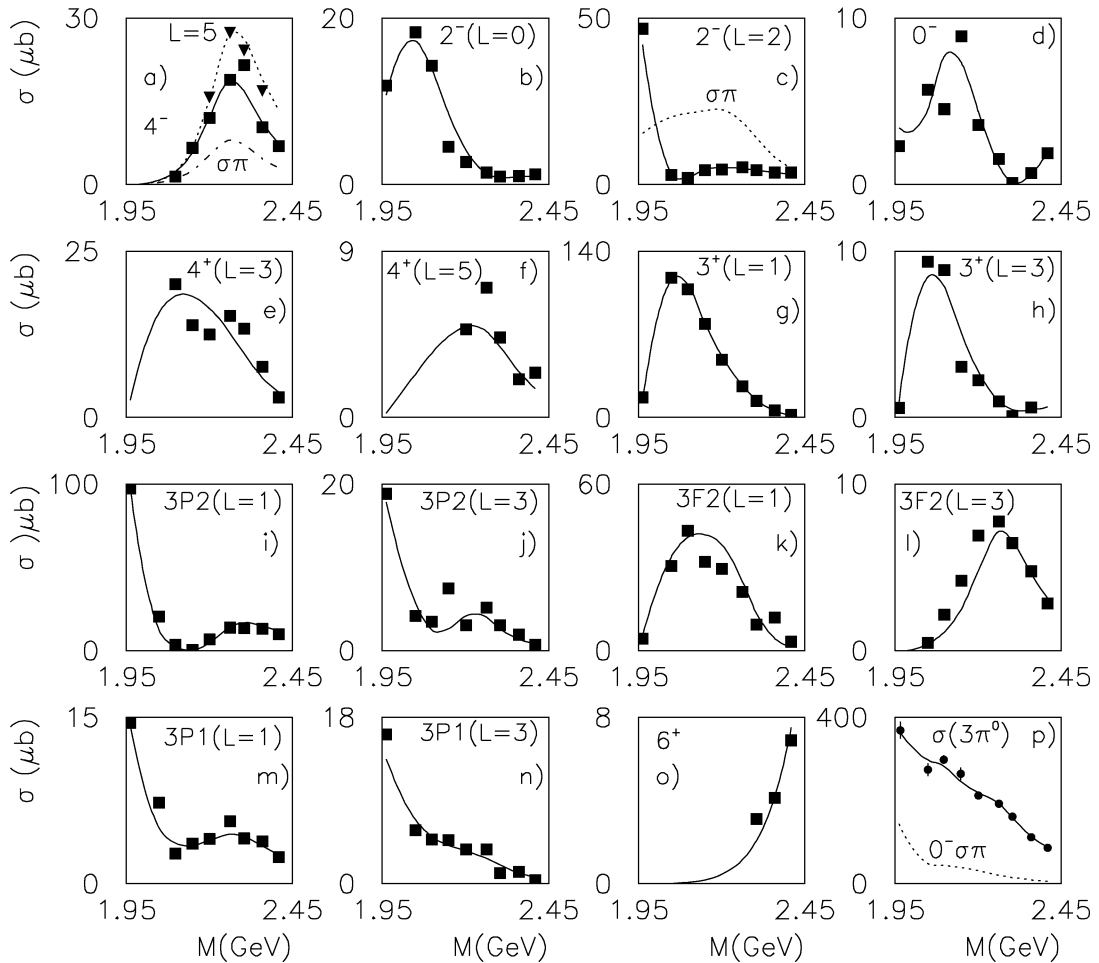 30 20 50 10
σ (μb)
L=5 2⁻(L=0) 2⁻(L=2) 0⁻ d)
a) b) c)
4⁻ σπ σπ
0 0 0 0
1.95 2.45 1.95 2.45 1.95 2.45 1.95 2.45
25 9 140 10
σ (μb)
4⁺(L=3) 4⁺(L=5) f) 3⁺(L=1) 3⁺(L=3)
e) g) h)
0 0 0 0
1.95 2.45 1.95 2.45 1.95 2.45 1.95 2.45
100 20 60 10
σ )μb)
3P2(L=1) 3P2(L=3) 3F2(L=1) 3F2(L=3)
i) j) k) l)
0 0 0 0
1.95 2.45 1.95 2.45 1.95 2.45 1.95 2.45
15 18 8 400
σ (μb)
3P1(L=1) 3P1(L=3) 6⁺ σ(3π⁰) p)
m) n) o)
0⁻σπ
0 0 0 0
1.95 2.45 1.95 2.45 1.95 2.45 1.95 2.45
M(GeV) M(GeV) M(GeV) M(GeV)